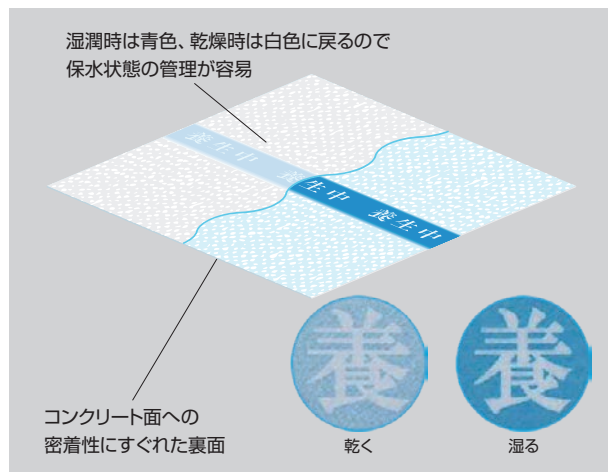 湿潤時は青色、乾燥時は白色に戻るので
保水状態の管理が容易
養生中 養生中 養生中
コンクリート面への
密着性にすぐれた裏面
養
養
乾く
湿る